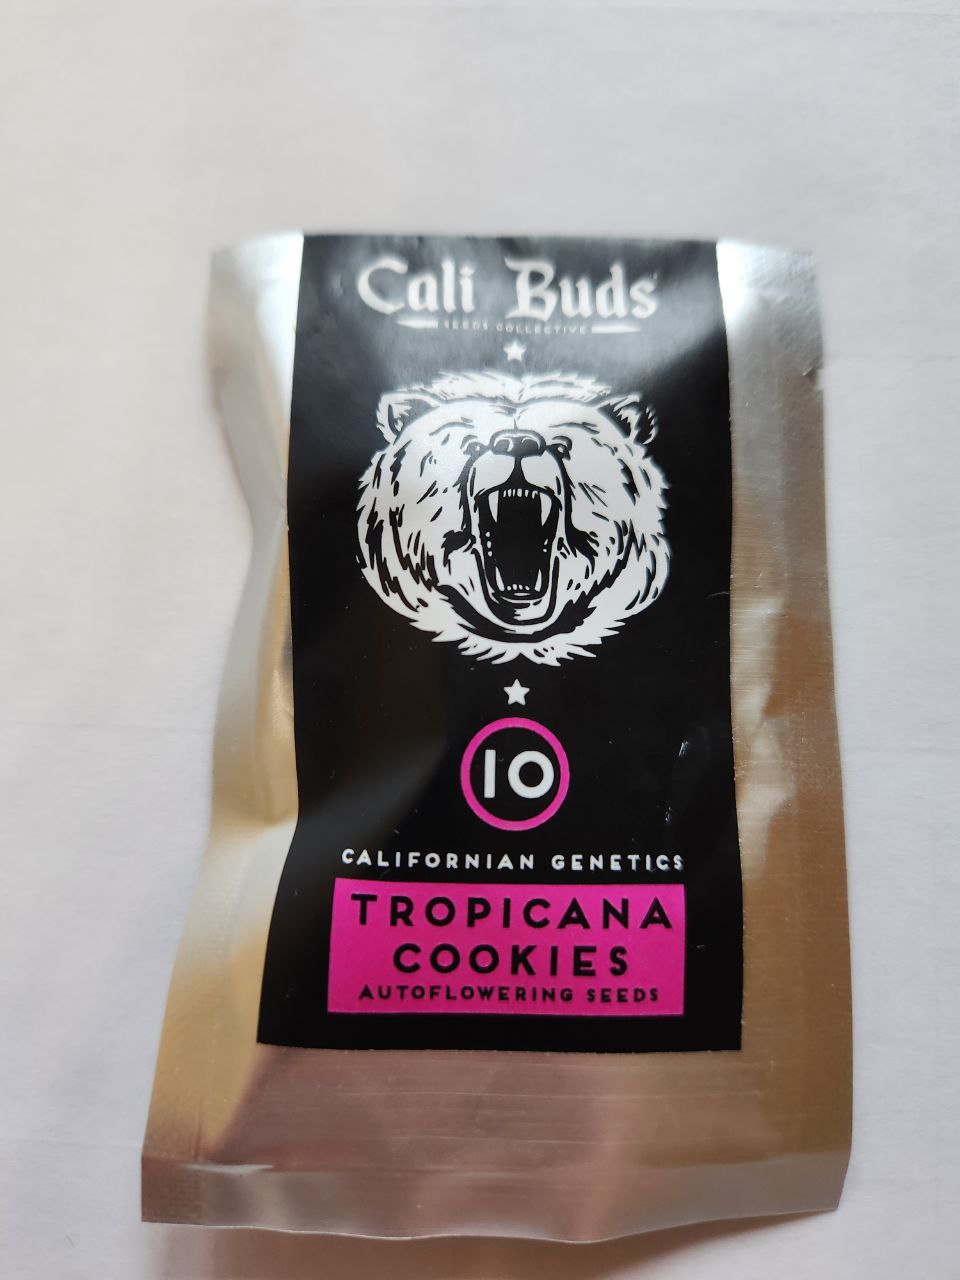 Cali Buds
SEEDS COLLECTIVE
10
CALIFORNIAN GENETICS
TROPICANA
COOKIES
AUTOFLOWERING SEEDS